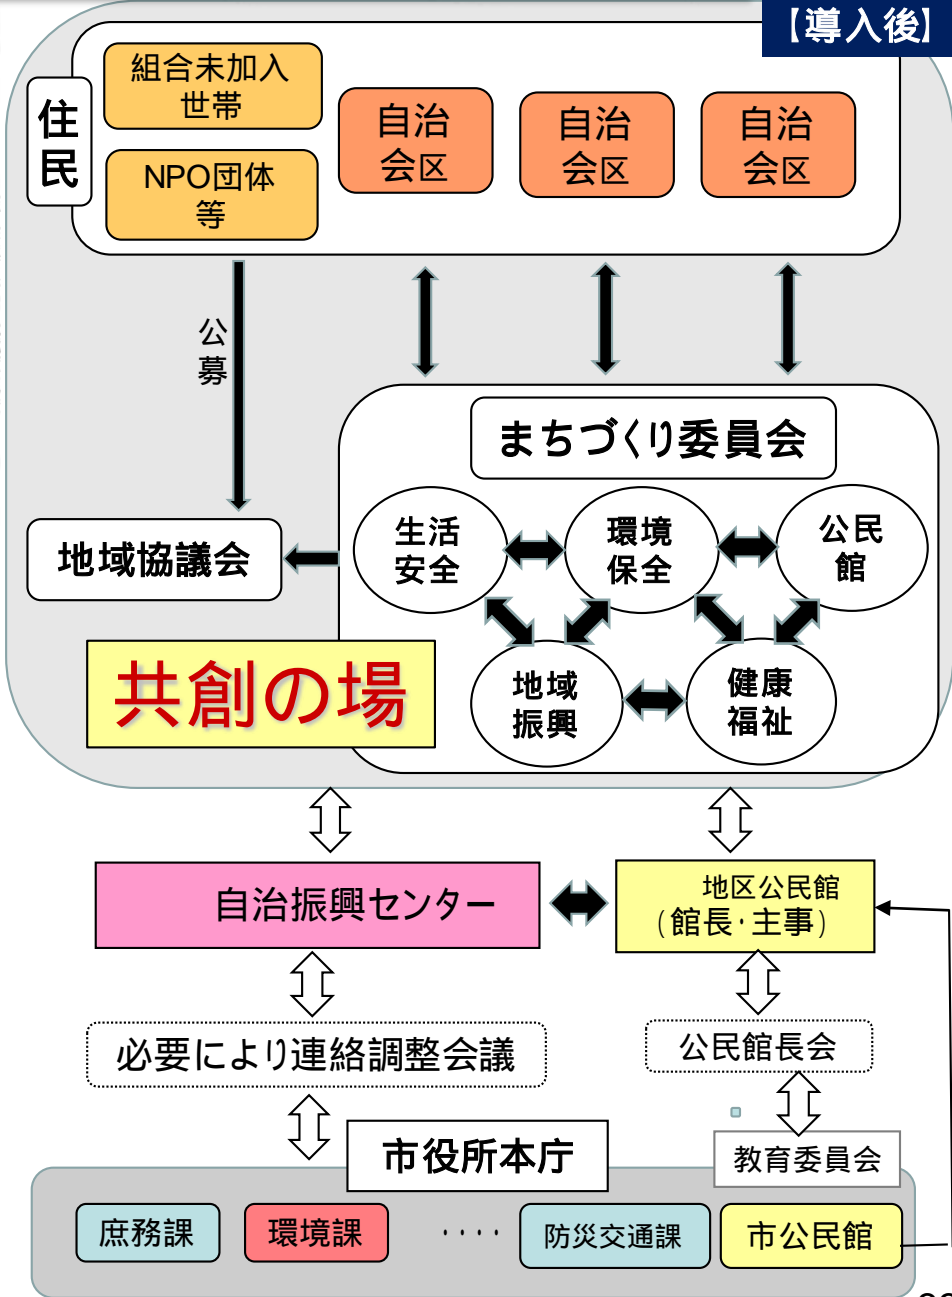 【導入後】
住
民
組合未加入
世帯
NPO団体
等
自治
会区
自治
会区
自治
会区
公
募
まちづくり委員会
生活
安全
環境
保全
公民
館
地域
振興
健康
福祉
地域協議会
共創の場
自治振興センター
地区公民館
（館長・主事）
必要により連絡調整会議
公民館長会
市役所本庁
教育委員会
庶務課
環境課
････
防災交通課
市公民館